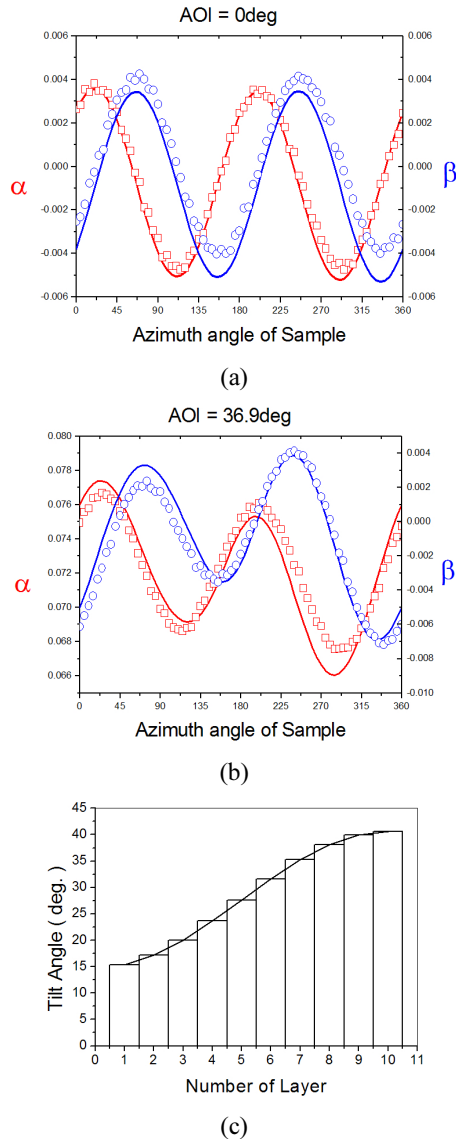 AOI = 0deg
0.006 0.006
0.004 0.004
0.002 0.002
0.000 0.000
α β
-0.002 -0.002
-0.004 -0.004
-0.006 -0.006
0 45 90 135 180 225 270 315 360
Azimuth angle of Sample
(a)
AOI = 36.9deg
0.080
0.078 0.004
0.076 0.002
0.074 0.000
0.072 -0.002
α β
0.070 -0.004
0.068 -0.006
0.066 -0.008
-0.010
0 45 90 135 180 225 270 315 360
Azimuth angle of Sample
(b)
45
40
35
30
25
20
15
10
5
0
Tilt Angle ( deg. )
0 1 2 3 4 5 6 7 8 9 10 11
Number of Layer
(c)